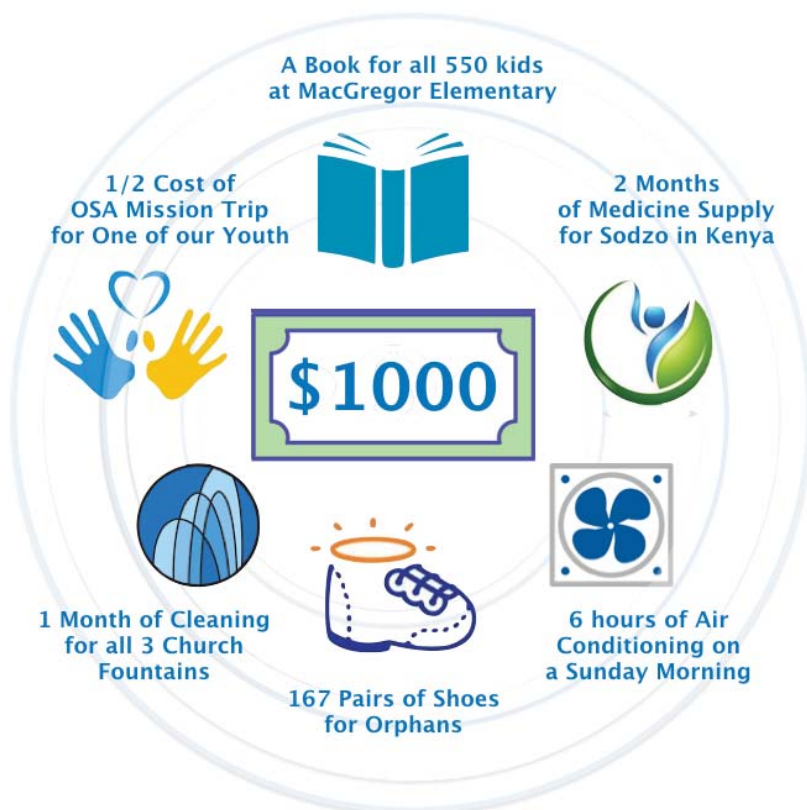 A Book for all 550 kids
at MacGregor Elementary
1/2 Cost of
OSA Mission Trip
for One of our Youth
2 Months
of Medicine Supply
for Sodzo in Kenya
$1000
1 Month of Cleaning
for all 3 Church
Fountains
167 Pairs of Shoes
for Orphans
6 hours of Air
Conditioning on
a Sunday Morning